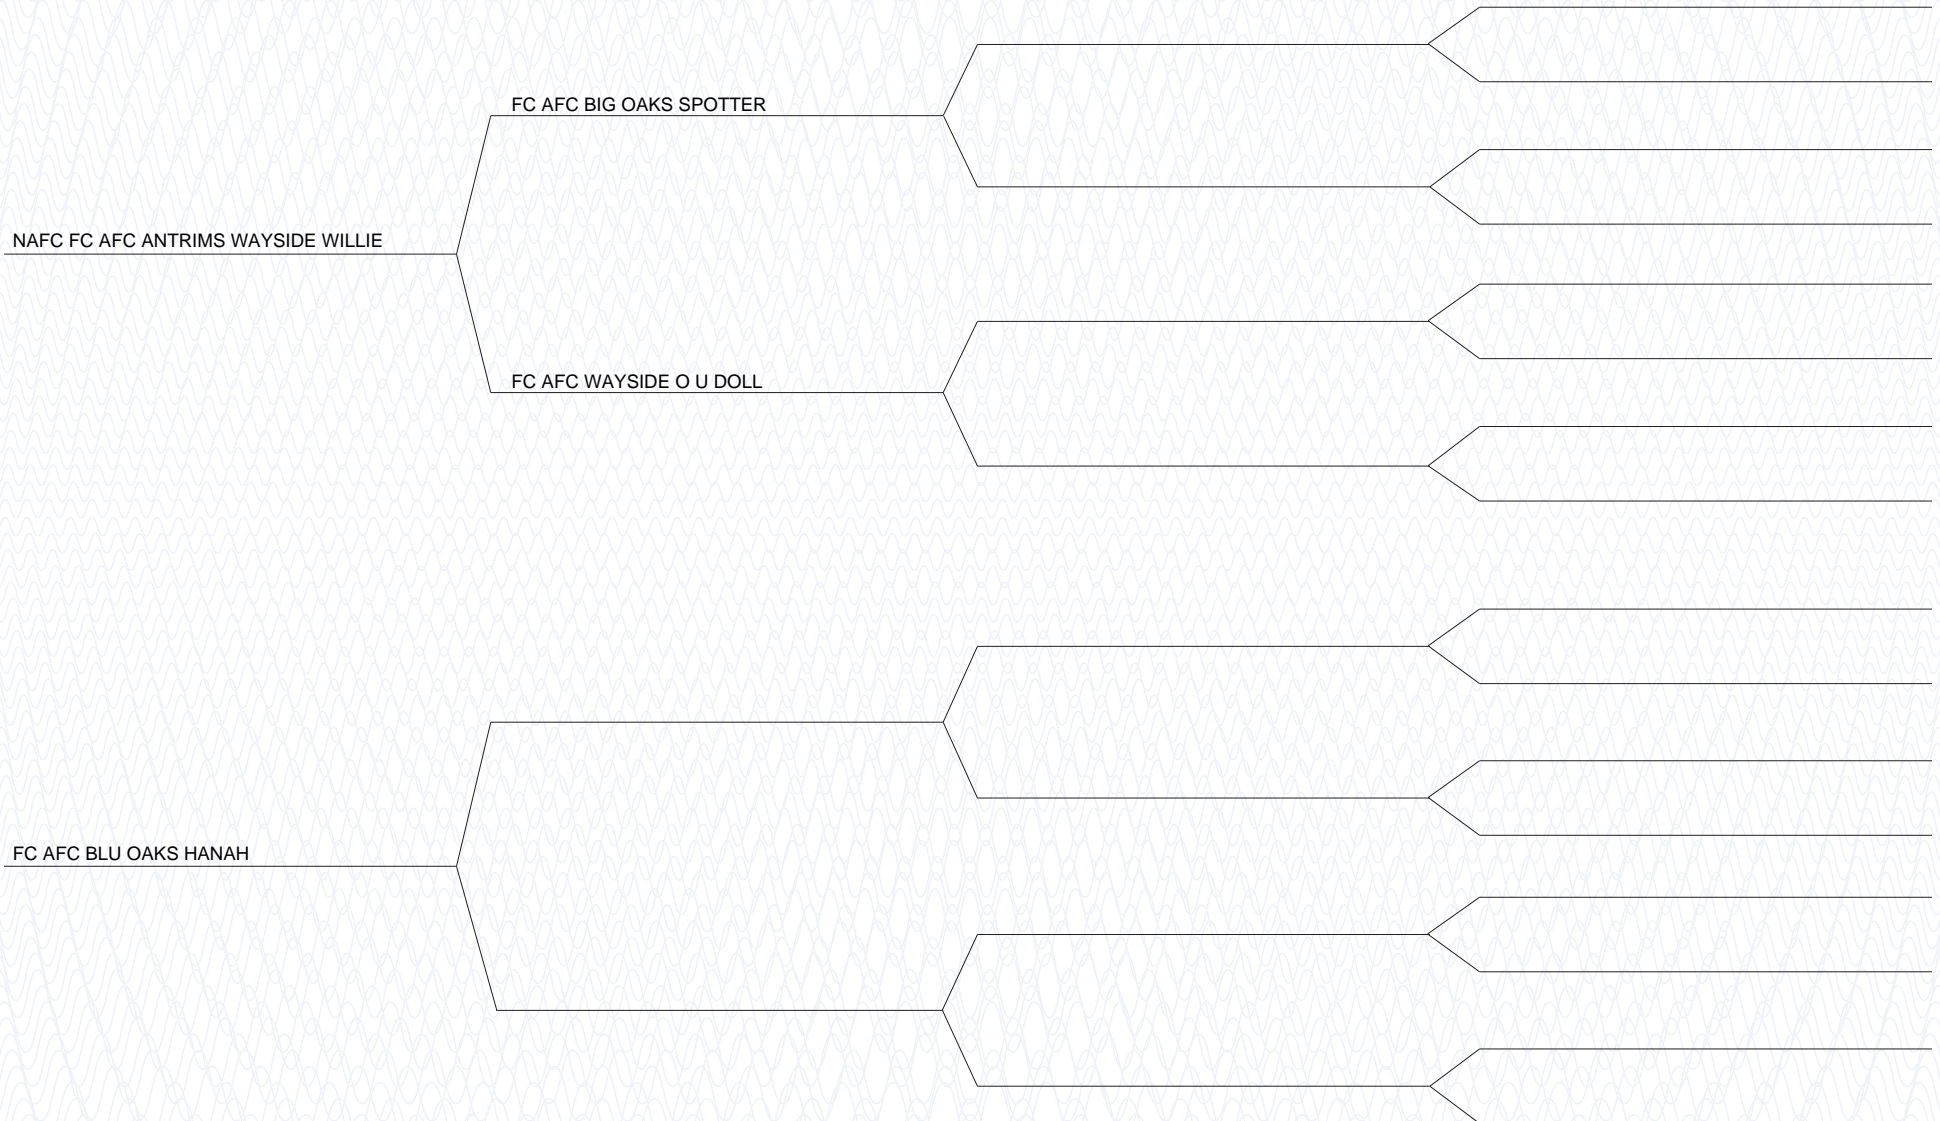 FC AFC BIG OAKS SPOTTER
NAFC FC AFC ANTRIMS WAYSIDE WILLIE
FC AFC WAYSIDE O U DOLL
FC AFC BLU OAKS HANAH